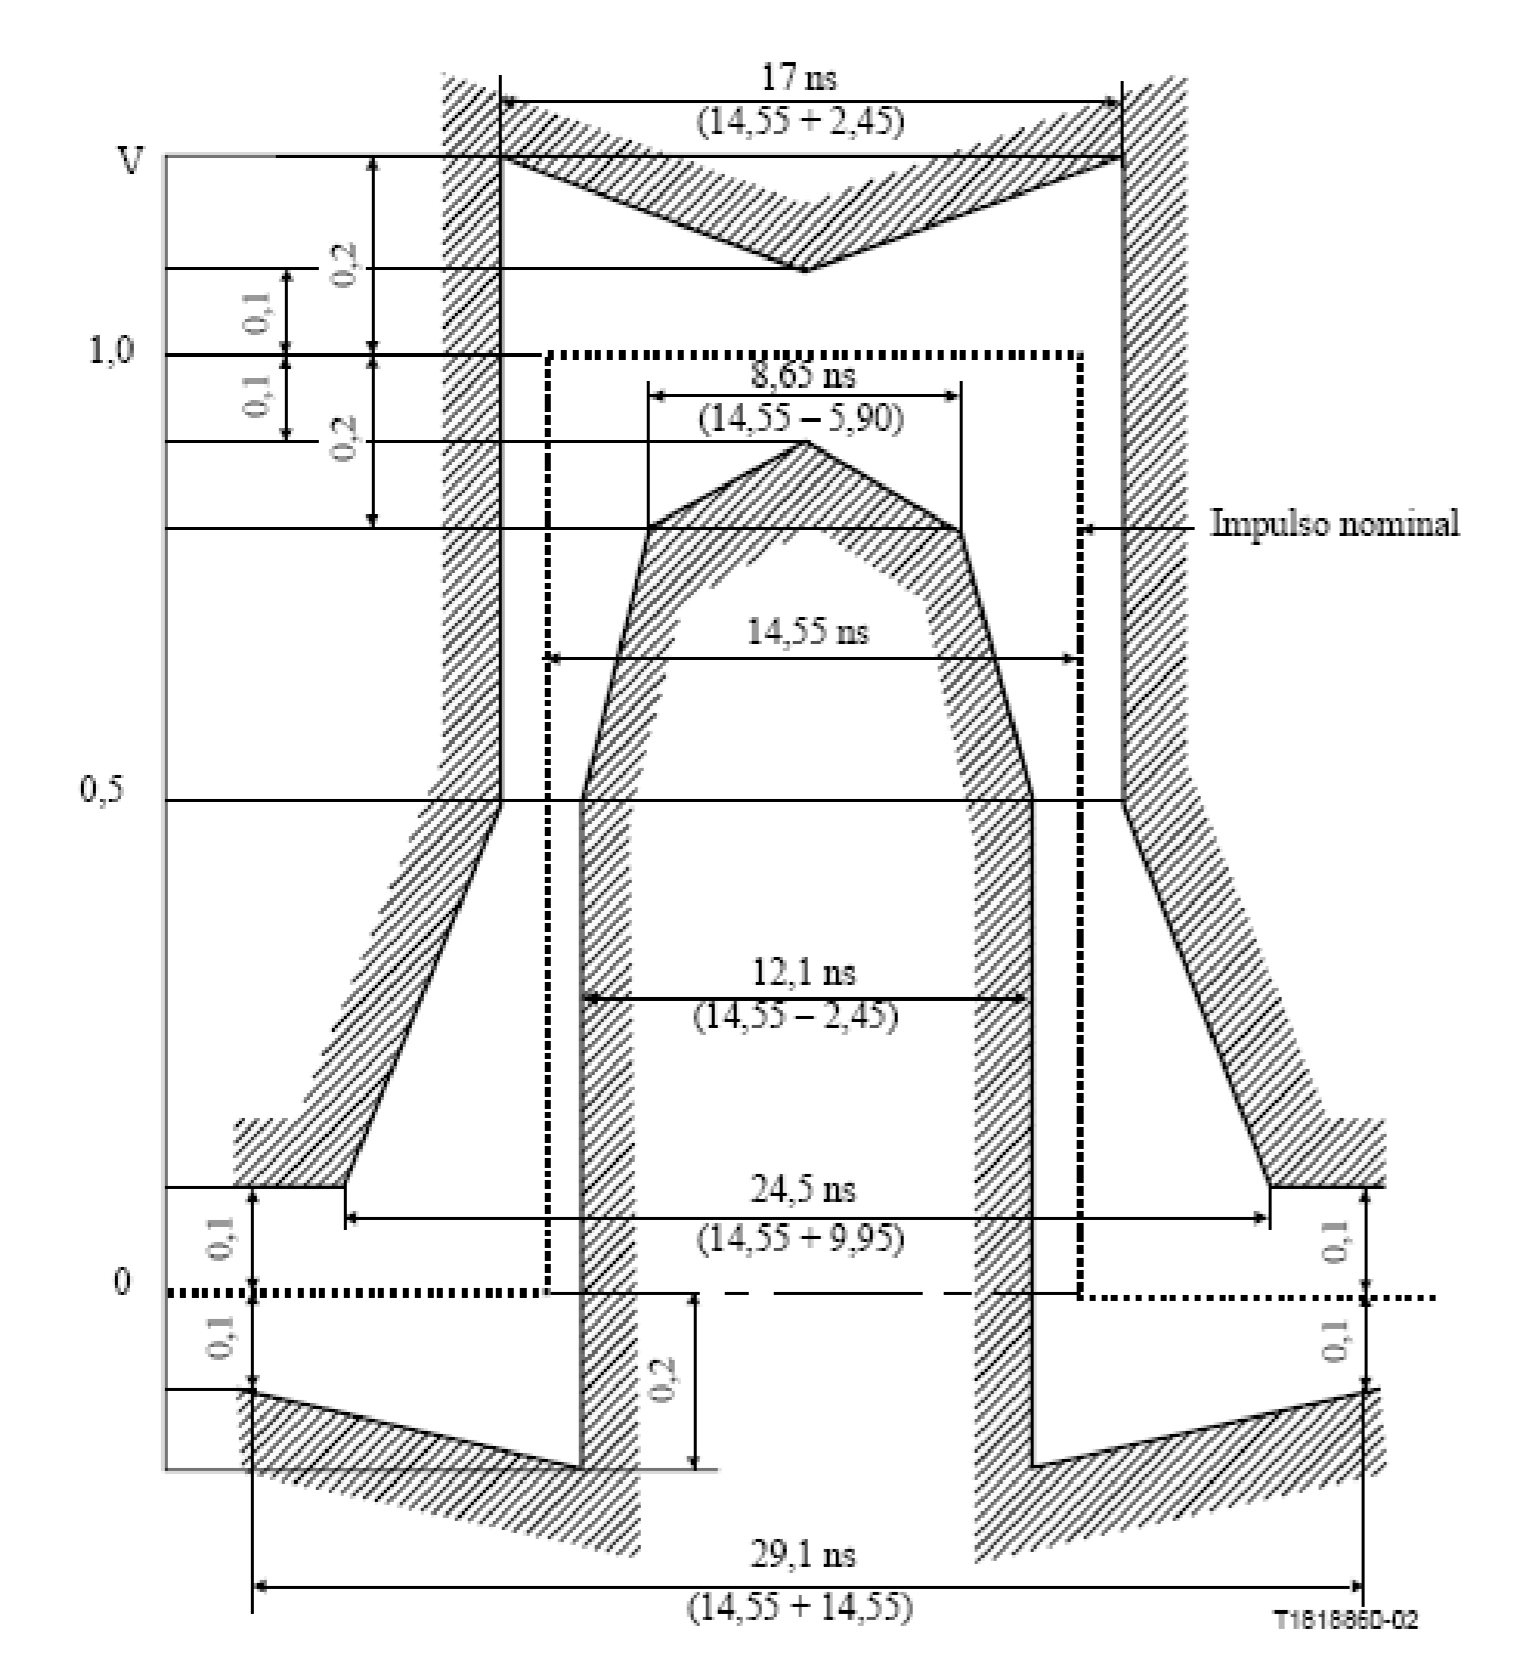 17 ns
(14,55 + 2,45)
V
0,2
0,1
1,0
8,65 ns
0,1
(14,55 – 5,90)
0,2
Impulso nominal
14,55 ns
0,5
12,1 ns
(14,55 – 2,45)
24,5 ns
0,1
(14,55 + 9,95)
0,1
0
0,1
0,1
0,2
29,1 ns
(14,55 + 14,55)
T1818860-02